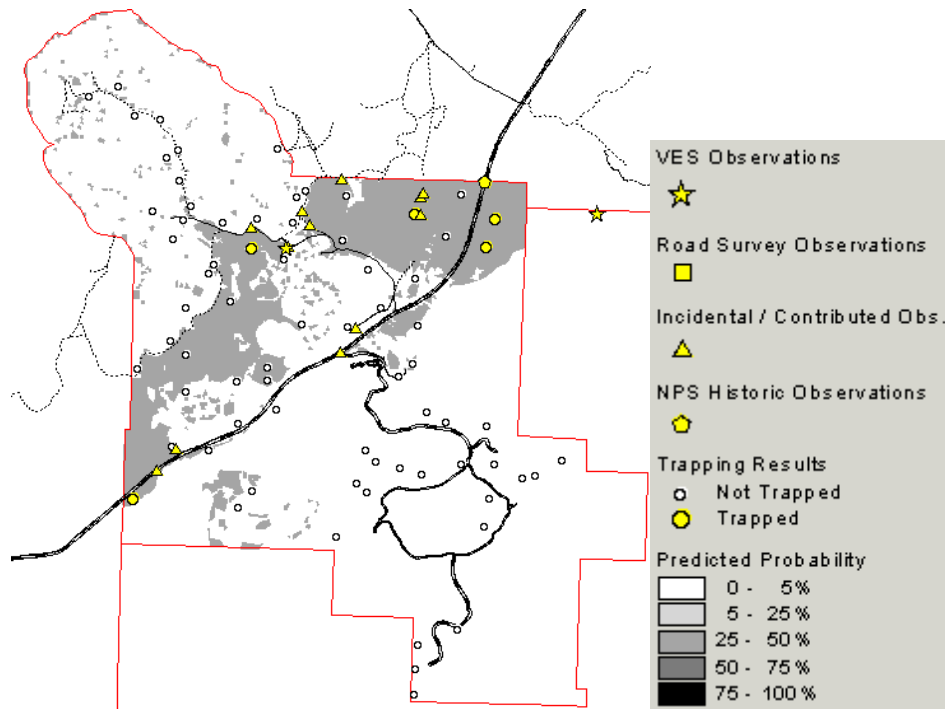 VES Observations
Road Survey Observations
Incidental / Contributed Obs.
NPS Historic Observations
Trapping Results
Not Trapped
Trapped
Predicted Probability
0 - 5%
5 - 25%
25 - 50%
50 - 75%
75 - 100%